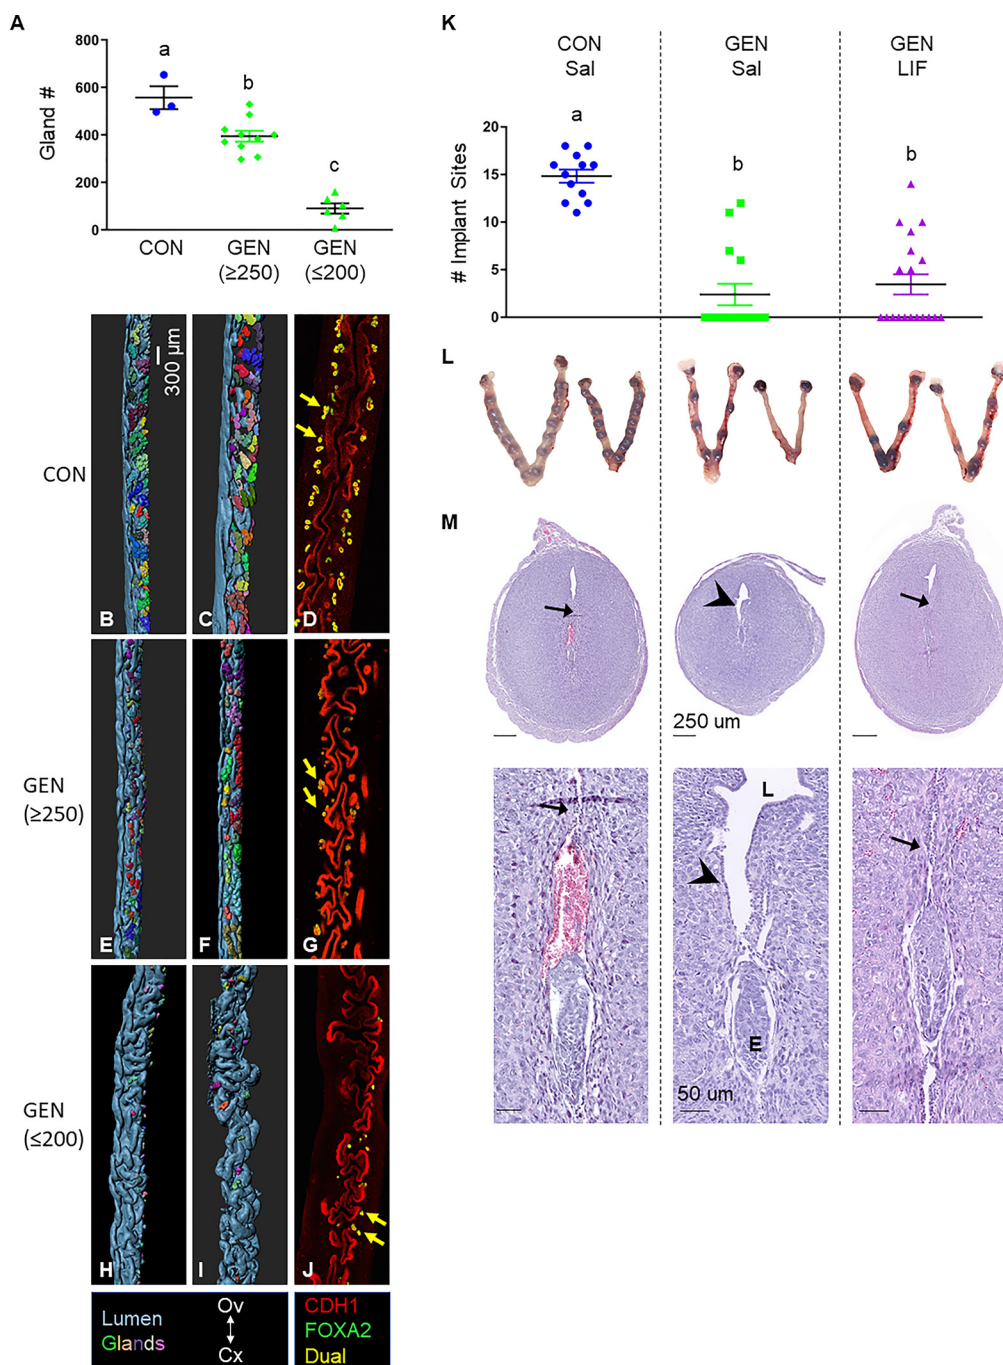 A
800
600
400
200
0
Gland #
a
b
c
CON
GEN
(≥250)
GEN
(≤200)
300 µm
CON
B
C
D
GEN
(≥250)
E
F
G
GEN
(≤200)
H
I
J
Lumen
Glands
Ov
Cx
CDH1
FOXA2
Dual
K
CON
Sal
GEN
Sal
GEN
LIF
20
15
10
5
0
# Implant Sites
a
b
b
L
M
250 um
L
E
50 um